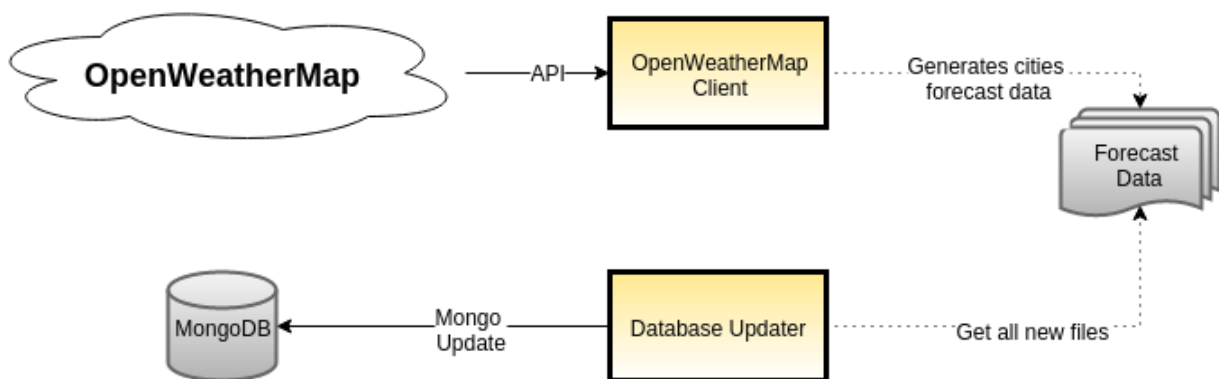 OpenWeatherMap
API
OpenWeatherMap
Client
Generates cities
forecast data
Forecast
Data
MongoDB
Mongo
Update
Database Updater
Get all new files